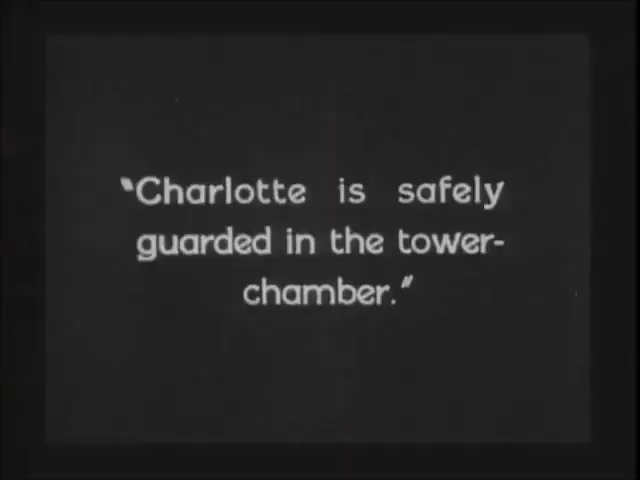 "Charlotte is safely
guarded in the tower-
chamber."